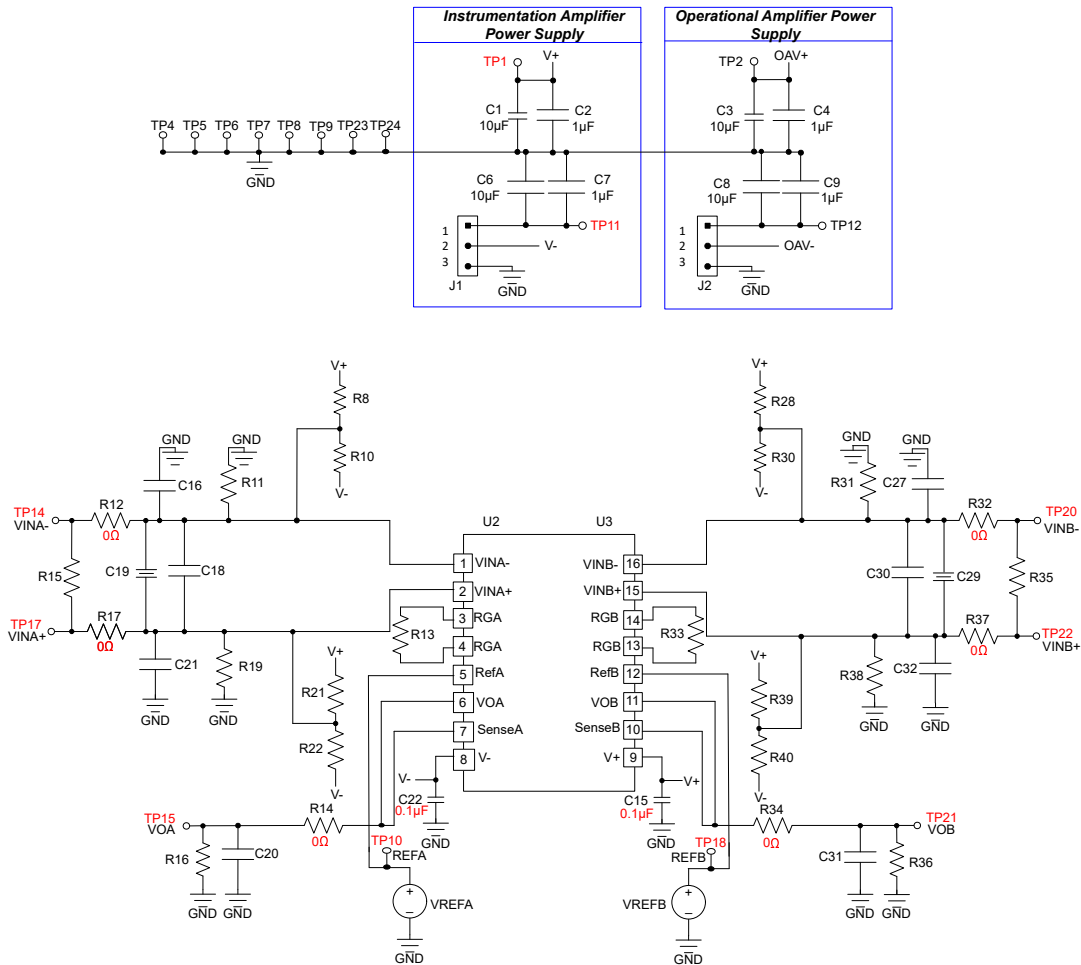 Instrumentation Amplifier
Power Supply
Operational Amplifier Power
Supply
TP1
V+
TP2
OAV+
C1
10µF
C2
1µF
C3
10µF
C4
1µF
TP4
TP5
TP6
TP7
TP8
TP9
TP23
TP24
GND
C6
10µF
C7
1µF
C8
10µF
C9
1µF
1
2
3
J1
TP11
V-
GND
1
2
3
J2
TP12
OAV-
GND
V+
R8
R10
V-
V+
R28
R30
V-
GND
C16
GND
R11
GND
R31
GND
C27
TP14
VINA-
R12
0Ω
R15
C19
C18
TP17
VINA+
R17
0Ω
C21
GND
R19
GND
V+
R21
R22
V-
U2
U3
1
VINA-
2
VINA+
3
RGA
4
RGA
5
RefA
6
VOA
7
SenseA
8
V-
R13
VINB-
16
VINB+
15
RGB
14
RGB
13
RefB
12
VOB
11
SenseB
10
V+
9
R33
R32
0Ω
TP20
VINB-
C30
C29
R35
R37
0Ω
TP22
VINB+
R38
GND
C32
GND
V+
R39
R40
V-
V-
C22
0.1µF
GND
C15
0.1µF
GND
V+
TP15
VOA
R14
0Ω
R16
GND
C20
GND
TP10
REFA
+
−
VREFA
GND
TP18
REFB
+
−
VREFB
GND
R34
0Ω
TP21
VOB
C31
GND
R36
GND